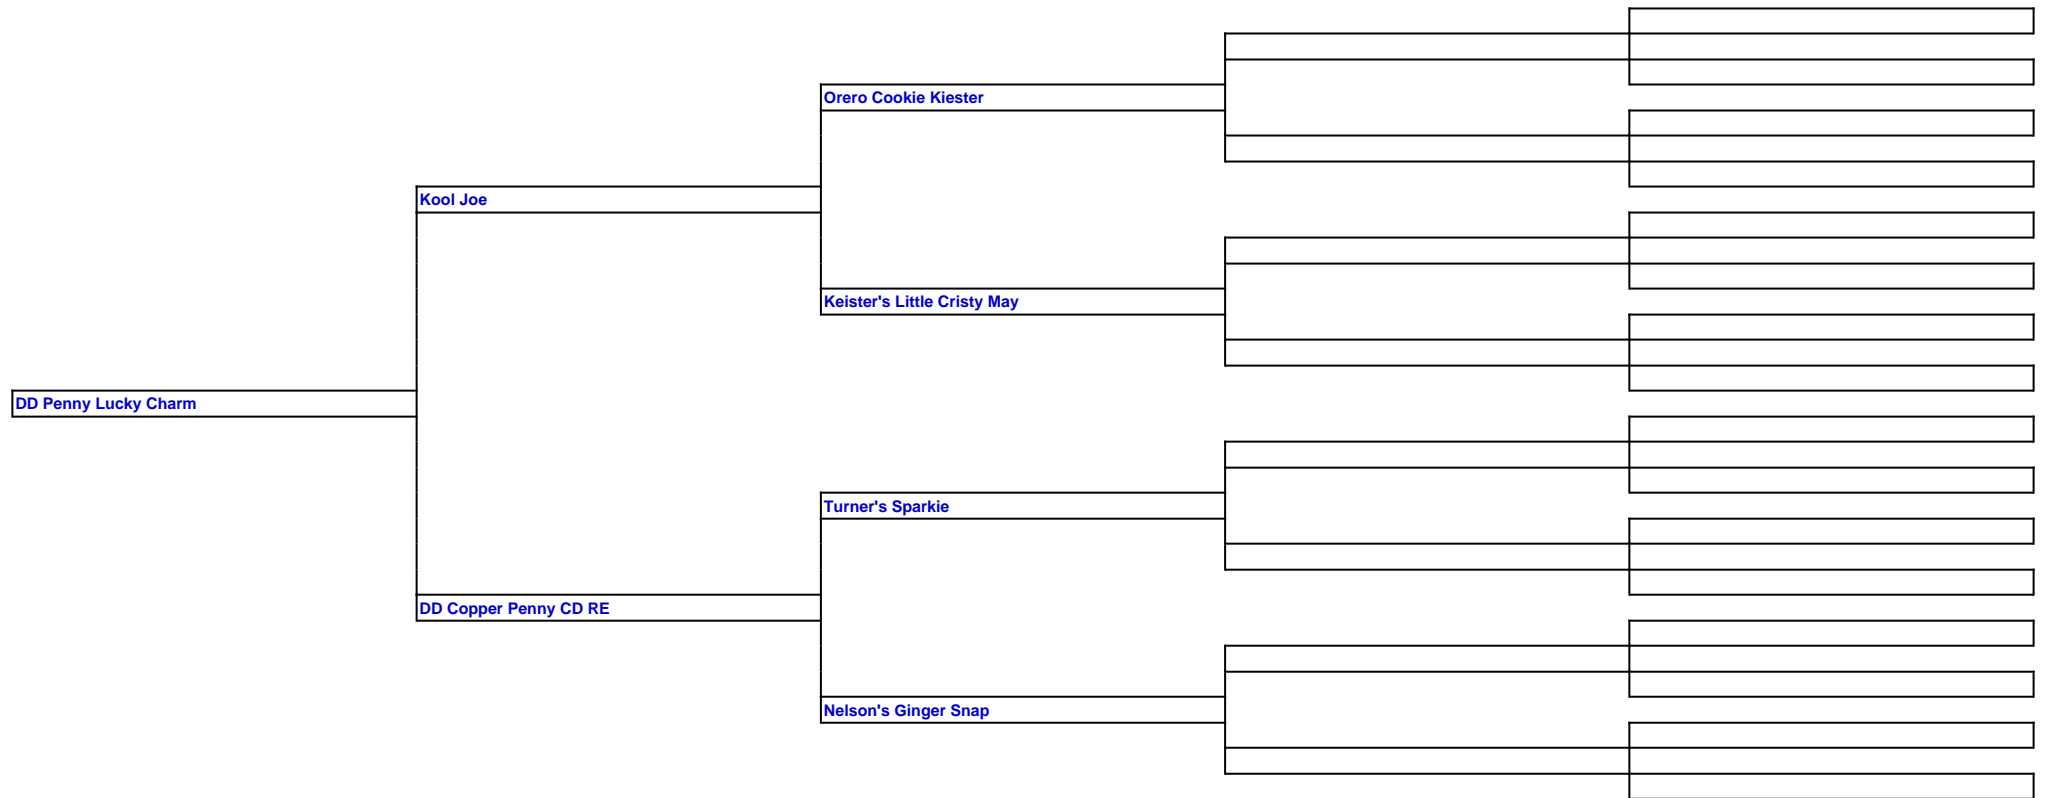 Orero Cookie Kiester
Kool Joe
Keister's Little Cristy May
DD Penny Lucky Charm
Turner's Sparkie
DD Copper Penny CD RE
Nelson's Ginger Snap